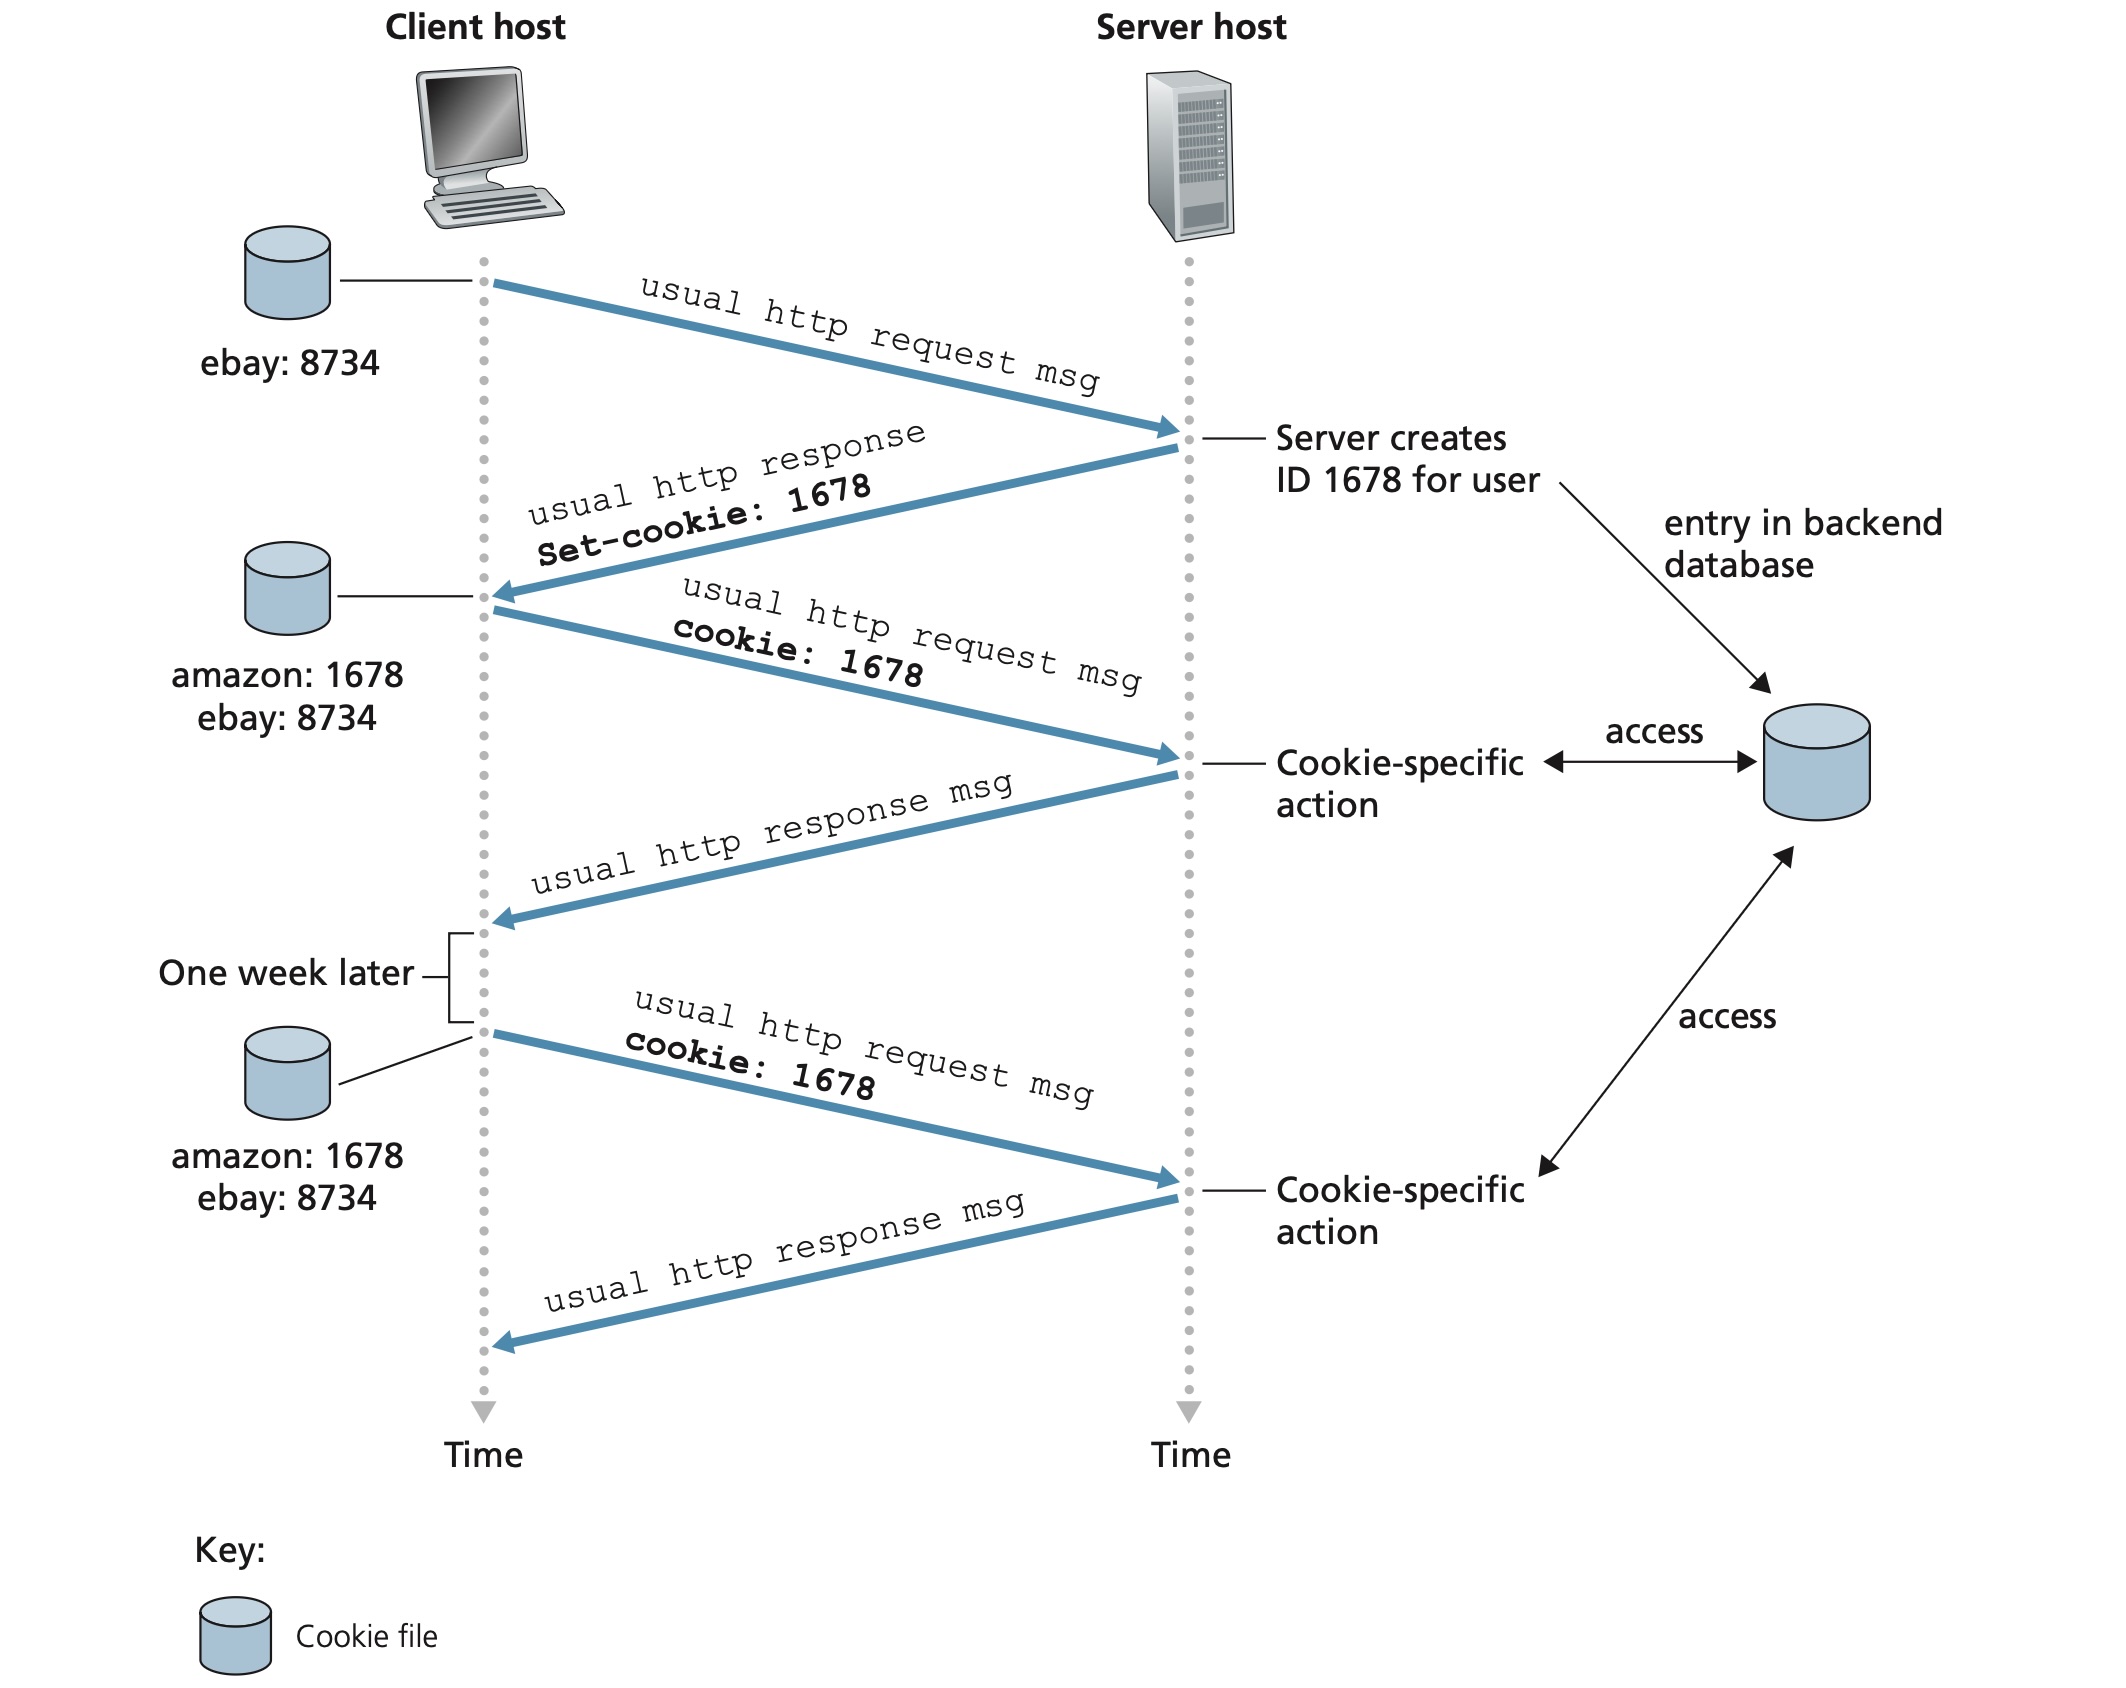 Client host
Server host
usual http request msg
ebay: 8734
usual http response
Set-cookie: 1678
Server creates
ID 1678 for user
entry in backend
database
usual http request msg
cookie: 1678
amazon: 1678
ebay: 8734
access
Cookie-specific
action
usual http response msg
One week later
usual http request msg
cookie: 1678
access
amazon: 1678
ebay: 8734
Cookie-specific
action
usual http response msg
Time
Time
Key:
Cookie file